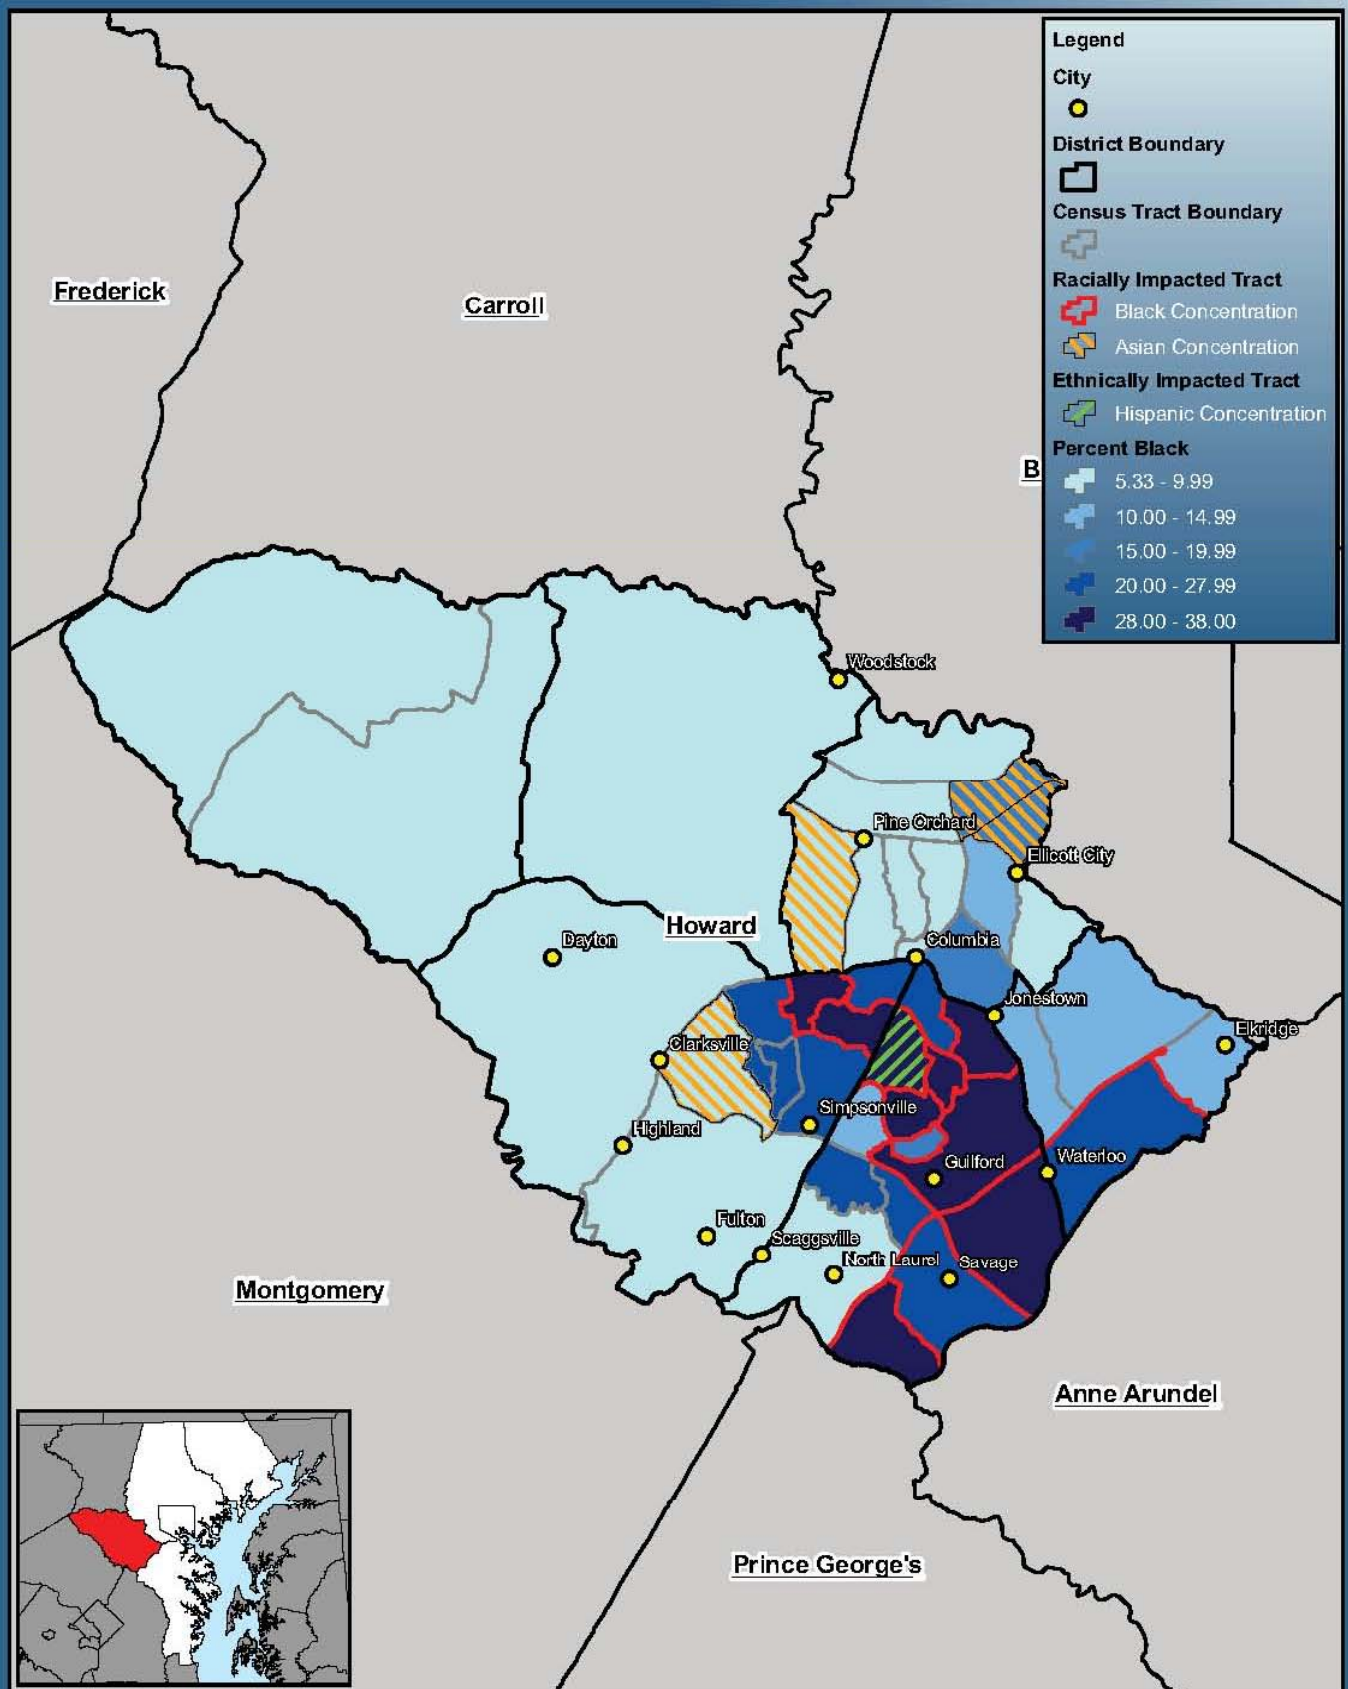 Legend
City
District Boundary
Census Tract Boundary
Racially Impacted Tract
Black Concentration
Asian Concentration
Ethnically Impacted Tract
Hispanic Concentration
Percent Black
5.33 - 9.99
10.00 - 14.99
15.00 - 19.99
20.00 - 27.99
28.00 - 38.00
Frederick
Carroll
B
Woodstock
Pine Orchard
Ellicott City
Howard
Dayton
Columbia
Jonestown
Elkridge
Clarksville
Simpsonville
Highland
Guilford
Waterloo
Fulton
Scaggsville
North Laurel
Savage
Montgomery
Anne Arundel
Prince George's